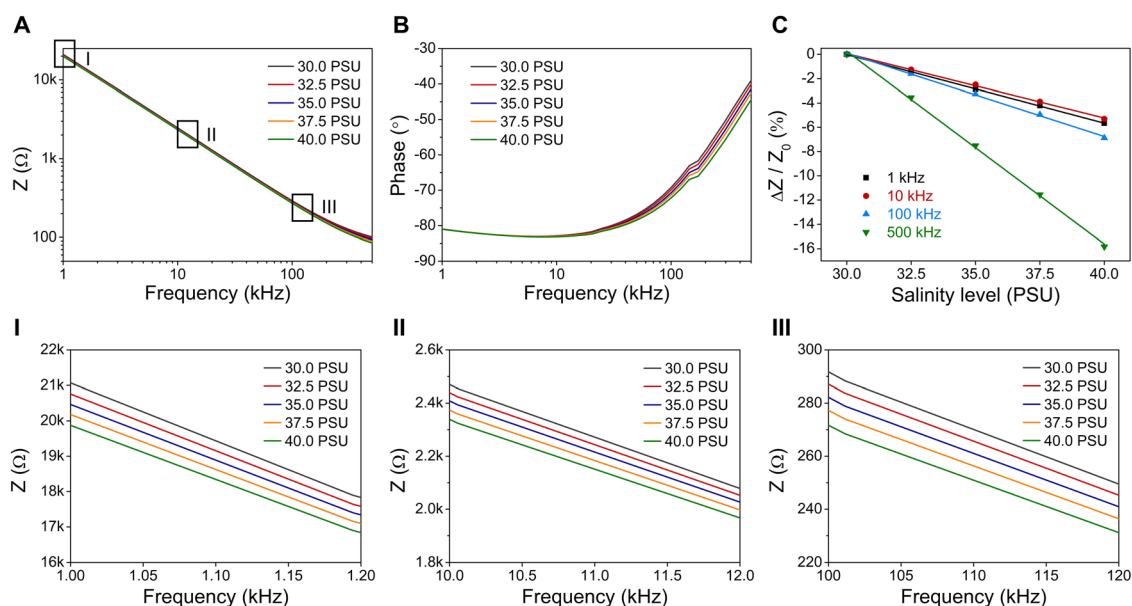 A
10k
1k
100
Z (Ω)
1
10
100
Frequency (kHz)
I
II
III
30.0 PSU
32.5 PSU
35.0 PSU
37.5 PSU
40.0 PSU
B
-30
-40
-50
-60
-70
-80
-90
Phase (°)
1
10
100
Frequency (kHz)
30.0 PSU
32.5 PSU
35.0 PSU
37.5 PSU
40.0 PSU
C
0
-2
-4
-6
-8
-10
-12
-14
-16
ΔZ / Z₀ (%)
1 kHz
10 kHz
100 kHz
500 kHz
30.0
32.5
35.0
37.5
40.0
Salinity level (PSU)
I
22k
21k
20k
19k
18k
17k
16k
Z (Ω)
30.0 PSU
32.5 PSU
35.0 PSU
37.5 PSU
40.0 PSU
1.00
1.05
1.10
1.15
1.20
Frequency (kHz)
II
2.6k
2.4k
2.2k
2.0k
1.8k
Z (Ω)
30.0 PSU
32.5 PSU
35.0 PSU
37.5 PSU
40.0 PSU
10.0
10.5
11.0
11.5
12.0
Frequency (kHz)
III
300
280
260
240
220
Z (Ω)
30.0 PSU
32.5 PSU
35.0 PSU
37.5 PSU
40.0 PSU
100
105
110
115
120
Frequency (kHz)